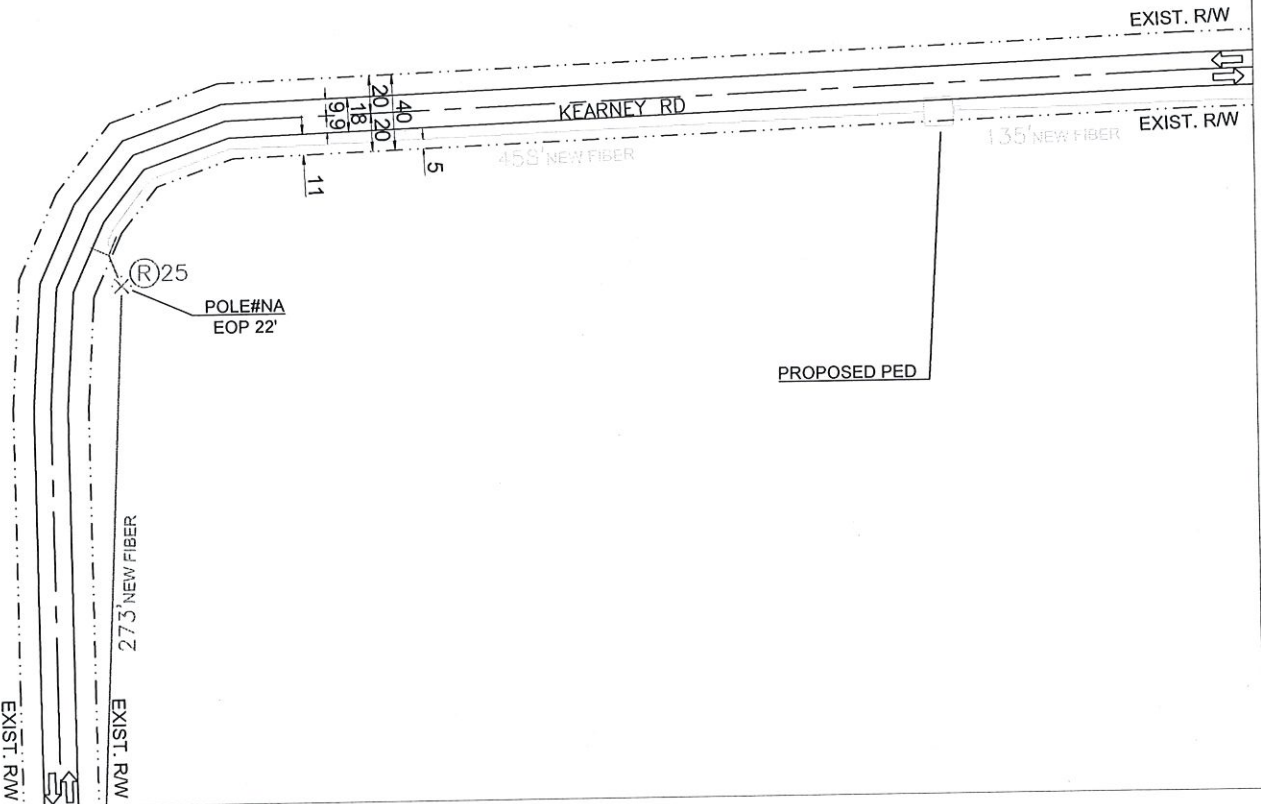 EXIST. R/W
KEARNEY RD
EXIST. R/W
20
40
9
18
9
20
5
11
NEW FIBER
135' NEW FIBER
R 25
POLE#NA
EOP 22'
PROPOSED PED
273' NEW FIBER
EXIST. R/W
EXIST. R/W